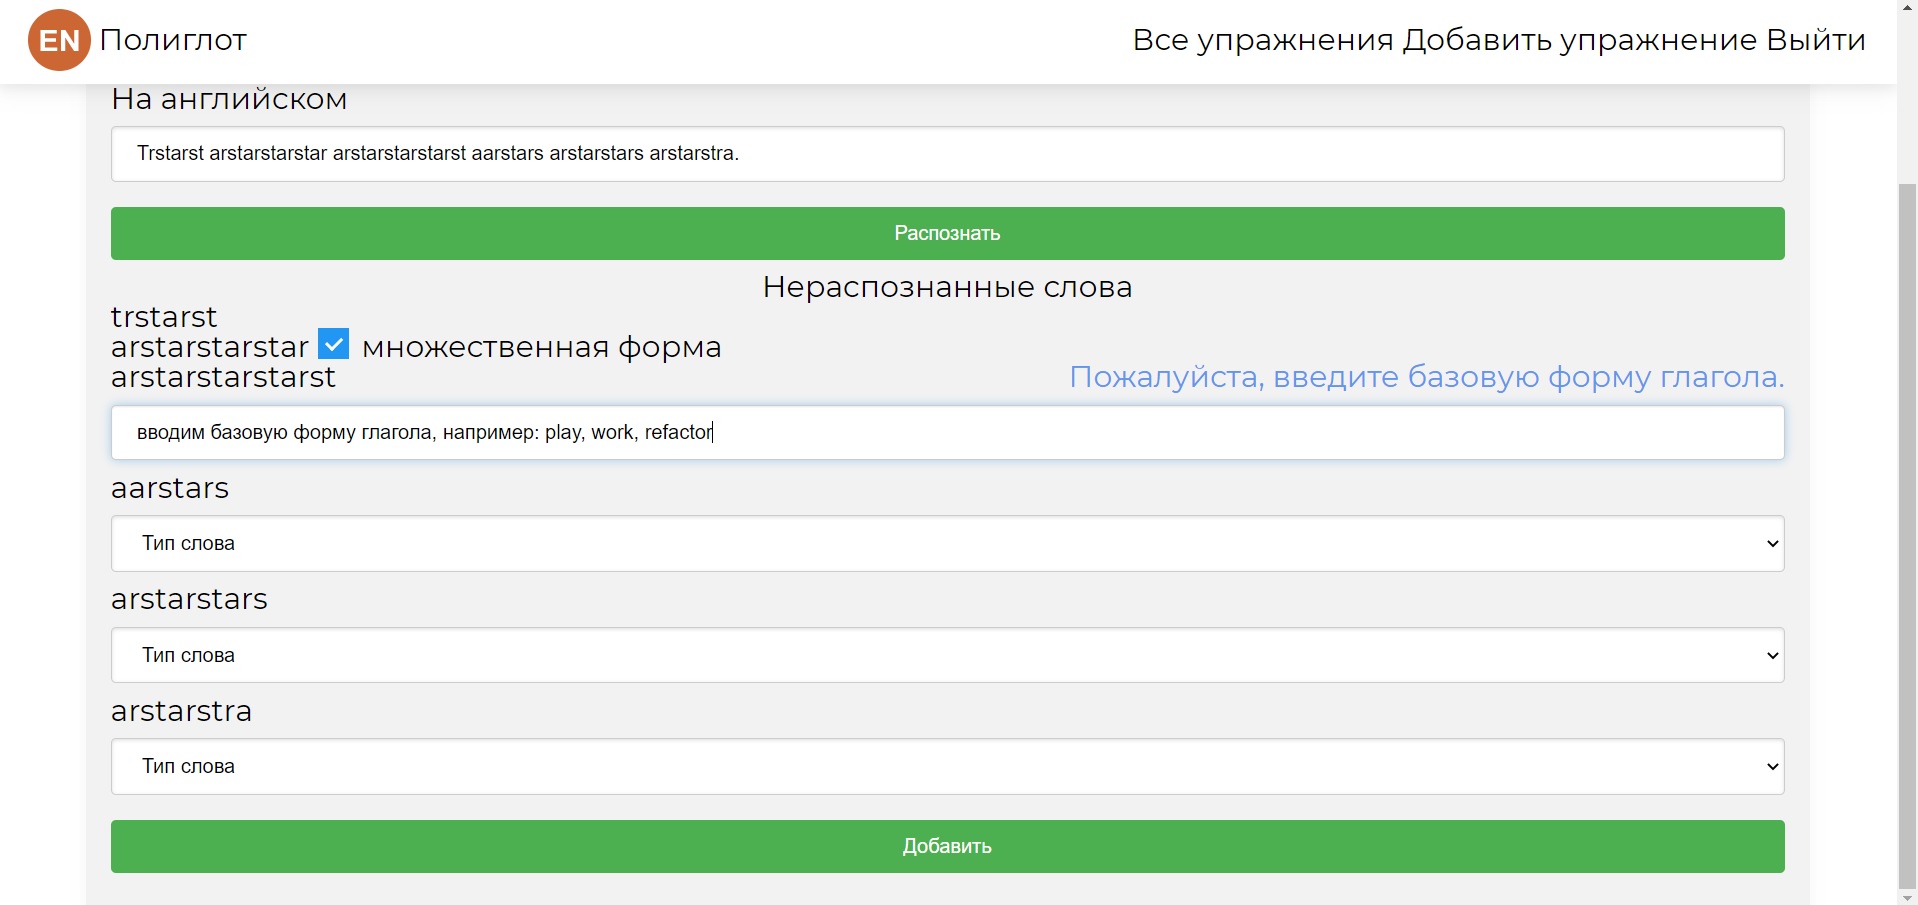 EN Полиглот
Все упражнения Добавить упражнение Выйти
На английском
Trstarst arstarstarstar arstarstarstarst aarstars arstarstars arstarstra.
Распознать
Нераспознанные слова
trstarst
arstarstarstar множественная форма
arstarstarstarst Пожалуйста, введите базовую форму глагола.
вводим базовую форму глагола, например: play, work, refactor
aarstars
Тип слова
arstarstars
Тип слова
arstarstra
Тип слова
Добавить